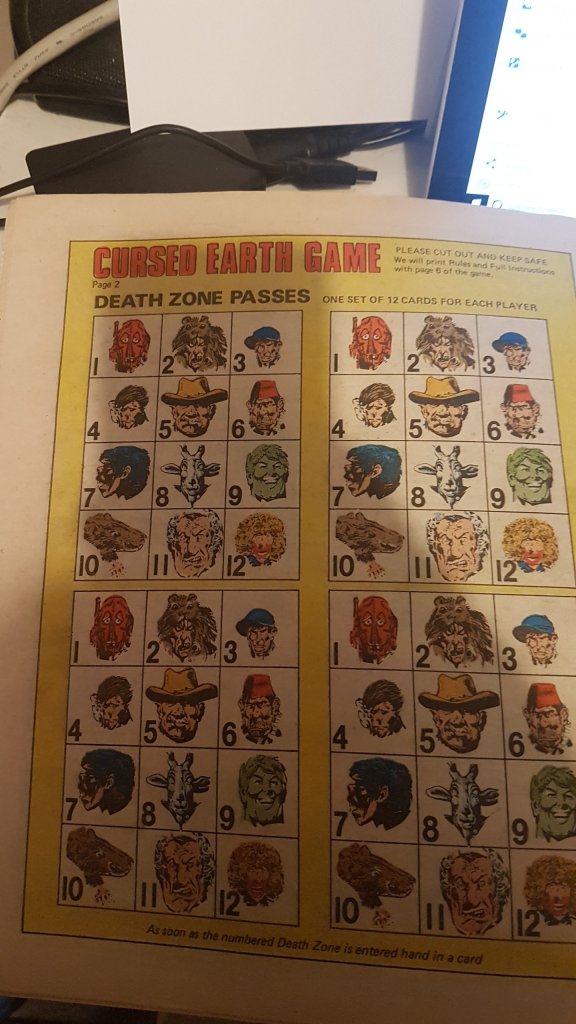 CURSED EARTH GAME
PLEASE CUT OUT AND KEEP SAFE
We will print Rules and Full Instructions
with page 6 of the game.
Page 2
DEATH ZONE PASSES ONE SET OF 12 CARDS FOR EACH PLAYER
1 2 3 1 2 3
4 5 6 4 5 6
7 8 9 7 8 9
10 11 12 10 11 12
1 2 3 1 2 3
4 5 6 4 5 6
7 8 9 7 8 9
10 11 12 10 11 12
As soon as the numbered Death Zone is entered hand in a card